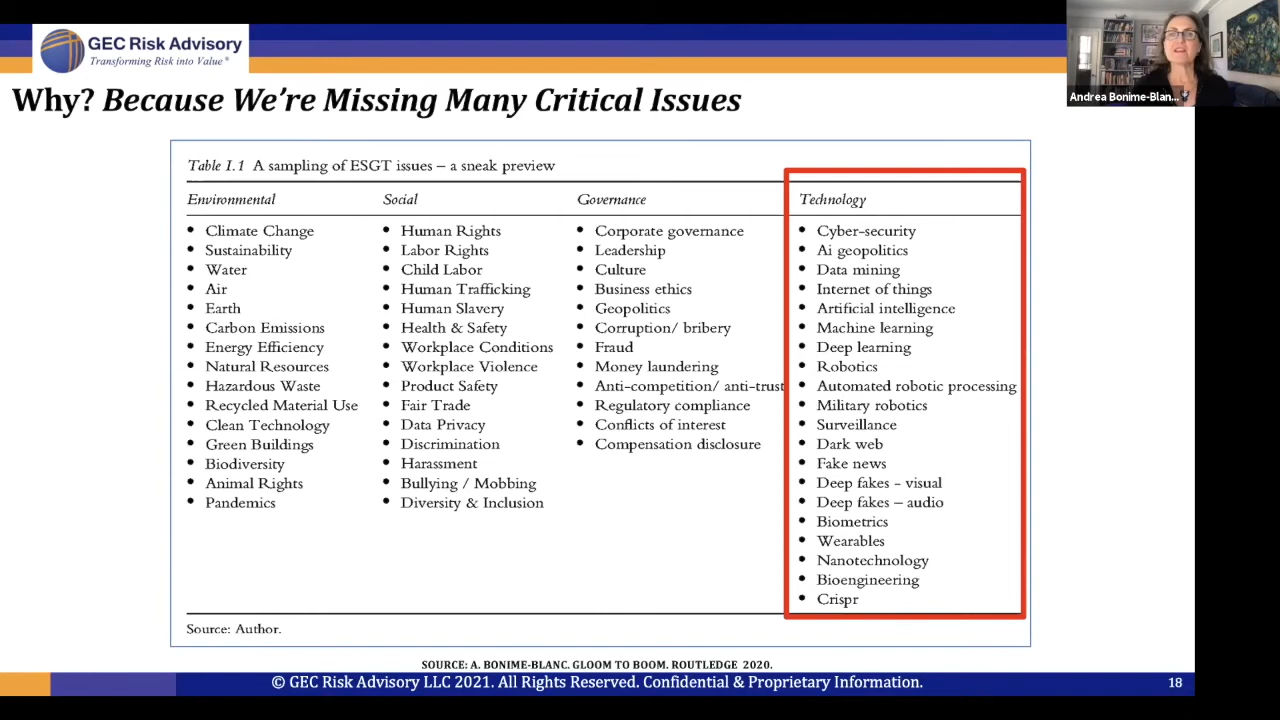 GEC Risk Advisory
Transforming Risk into Value®
Andrea Bonime-Blan...
Why? Because We're Missing Many Critical Issues
Table I.1 A sampling of ESGT issues – a sneak preview
Environmental
• Climate Change
• Sustainability
• Water
• Air
• Earth
• Carbon Emissions
• Energy Efficiency
• Natural Resources
• Hazardous Waste
• Recycled Material Use
• Clean Technology
• Green Buildings
• Biodiversity
• Animal Rights
• Pandemics
Social
• Human Rights
• Labor Rights
• Child Labor
• Human Trafficking
• Human Slavery
• Health & Safety
• Workplace Conditions
• Workplace Violence
• Product Safety
• Fair Trade
• Data Privacy
• Discrimination
• Harassment
• Bullying / Mobbing
• Diversity & Inclusion
Governance
• Corporate governance
• Leadership
• Culture
• Business ethics
• Geopolitics
• Corruption/ bribery
• Fraud
• Money laundering
• Anti-competition/ anti-trust
• Regulatory compliance
• Conflicts of interest
• Compensation disclosure
Technology
• Cyber-security
• Ai geopolitics
• Data mining
• Internet of things
• Artificial intelligence
• Machine learning
• Deep learning
• Robotics
• Automated robotic processing
• Military robotics
• Surveillance
• Dark web
• Fake news
• Deep fakes - visual
• Deep fakes – audio
• Biometrics
• Wearables
• Nanotechnology
• Bioengineering
• Crispr
Source: Author.
SOURCE: A. BONIME-BLANC. GLOOM TO BOOM. ROUTLEDGE 2020.
© GEC Risk Advisory LLC 2021. All Rights Reserved. Confidential & Proprietary Information.
18